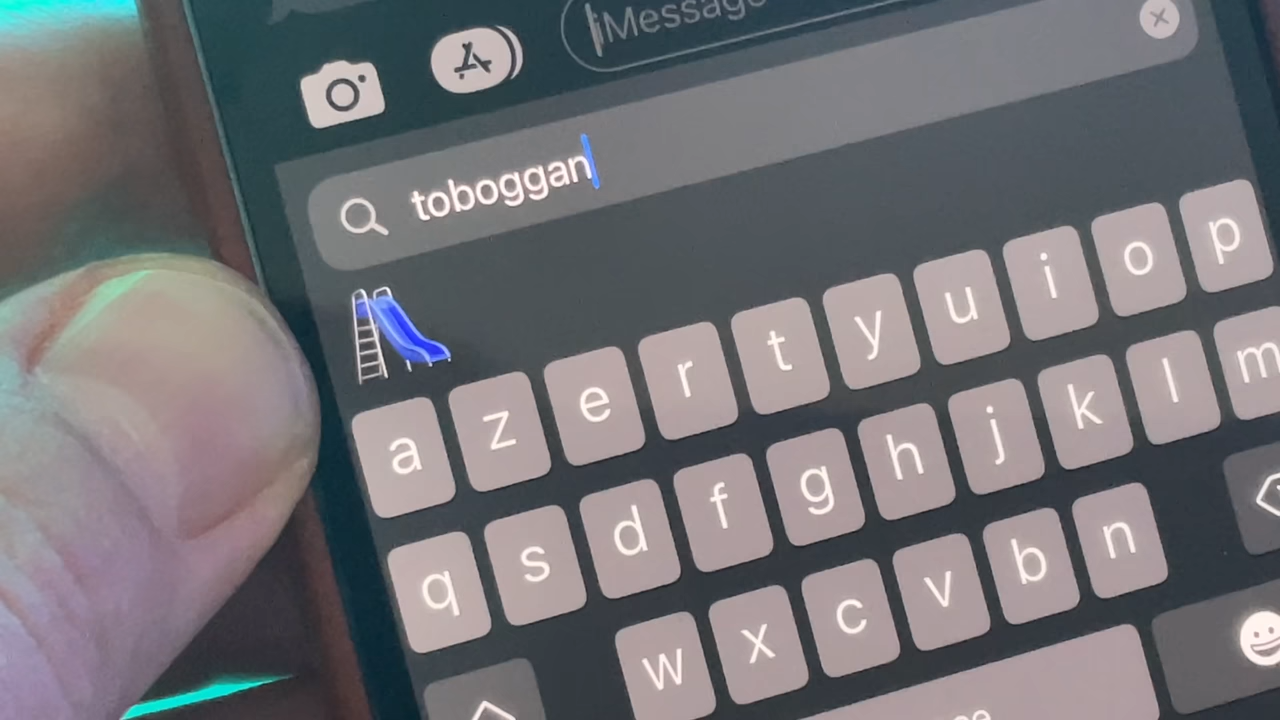 iMessage
toboggan
a z e r t y u i o p
q s d f g h j k l m
w x c v b n